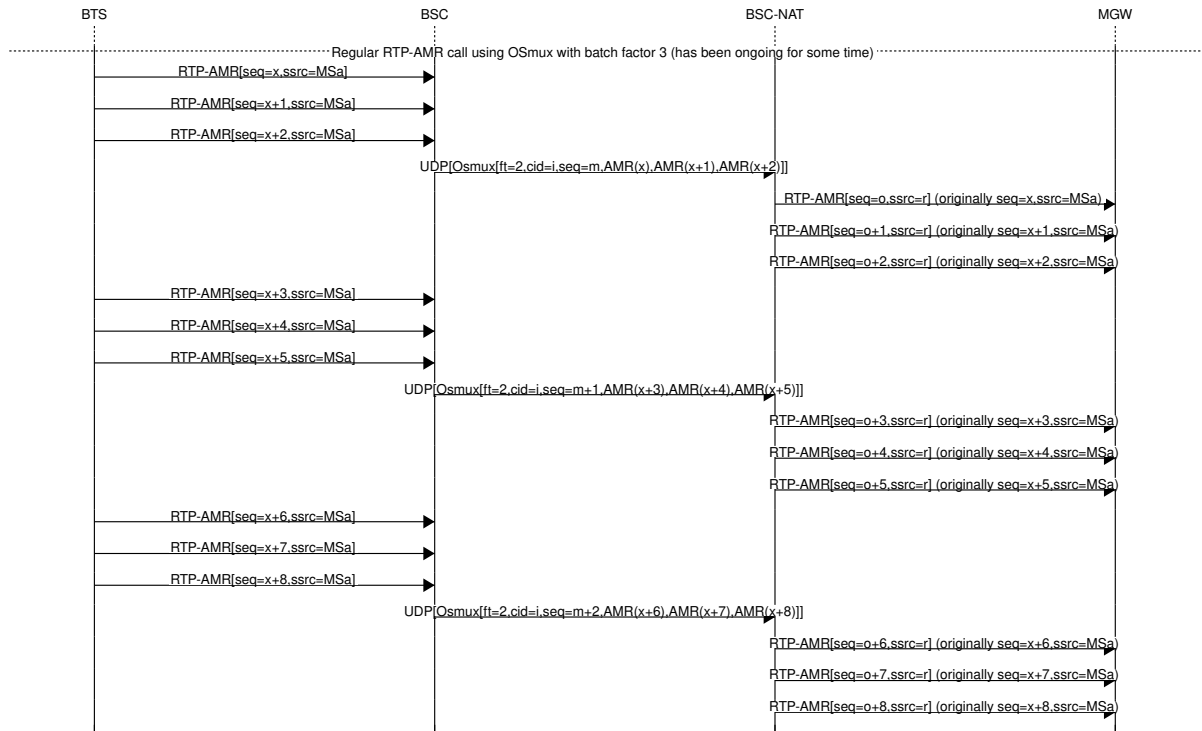 BTS BSC BSC-NAT MGW
Regular RTP-AMR call using OSmux with batch factor 3 (has been ongoing for some time)
RTP-AMR[seq=x,ssrc=MSa]
RTP-AMR[seq=x+1,ssrc=MSa]
RTP-AMR[seq=x+2,ssrc=MSa]
UDP[Osmux[ft=2,cid=i,seq=m,AMR(x),AMR(x+1),AMR(x+2)]]
RTP-AMR[seq=o,ssrc=r] (originally seq=x,ssrc=MSa)
RTP-AMR[seq=o+1,ssrc=r] (originally seq=x+1,ssrc=MSa)
RTP-AMR[seq=o+2,ssrc=r] (originally seq=x+2,ssrc=MSa)
RTP-AMR[seq=x+3,ssrc=MSa]
RTP-AMR[seq=x+4,ssrc=MSa]
RTP-AMR[seq=x+5,ssrc=MSa]
UDP[Osmux[ft=2,cid=i,seq=m+1,AMR(x+3),AMR(x+4),AMR(x+5)]]
RTP-AMR[seq=o+3,ssrc=r] (originally seq=x+3,ssrc=MSa)
RTP-AMR[seq=o+4,ssrc=r] (originally seq=x+4,ssrc=MSa)
RTP-AMR[seq=o+5,ssrc=r] (originally seq=x+5,ssrc=MSa)
RTP-AMR[seq=x+6,ssrc=MSa]
RTP-AMR[seq=x+7,ssrc=MSa]
RTP-AMR[seq=x+8,ssrc=MSa]
UDP[Osmux[ft=2,cid=i,seq=m+2,AMR(x+6),AMR(x+7),AMR(x+8)]]
RTP-AMR[seq=o+6,ssrc=r] (originally seq=x+6,ssrc=MSa)
RTP-AMR[seq=o+7,ssrc=r] (originally seq=x+7,ssrc=MSa)
RTP-AMR[seq=o+8,ssrc=r] (originally seq=x+8,ssrc=MSa)